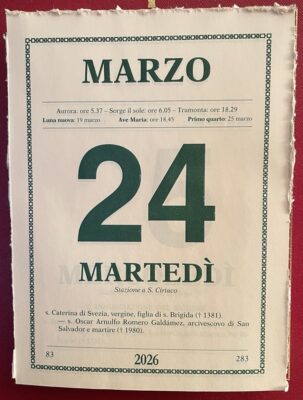 MARZO
Aurora: ore 5.37 – Sorge il sole: ore 6.05 – Tramonta: ore 18.29
Luna nuova: 19 marzo Ave Maria: ore 18.45 Primo quarto: 25 marzo
24
MARTEDÌ
Stazione a S. Ciriaco
s. Caterina di Svezia, vergine, figlia di s. Brigida († 1381).
— s. Oscar Arnulfo Romero Galdámez, arcivescovo di San
Salvador e martire († 1980).
83 2026 283